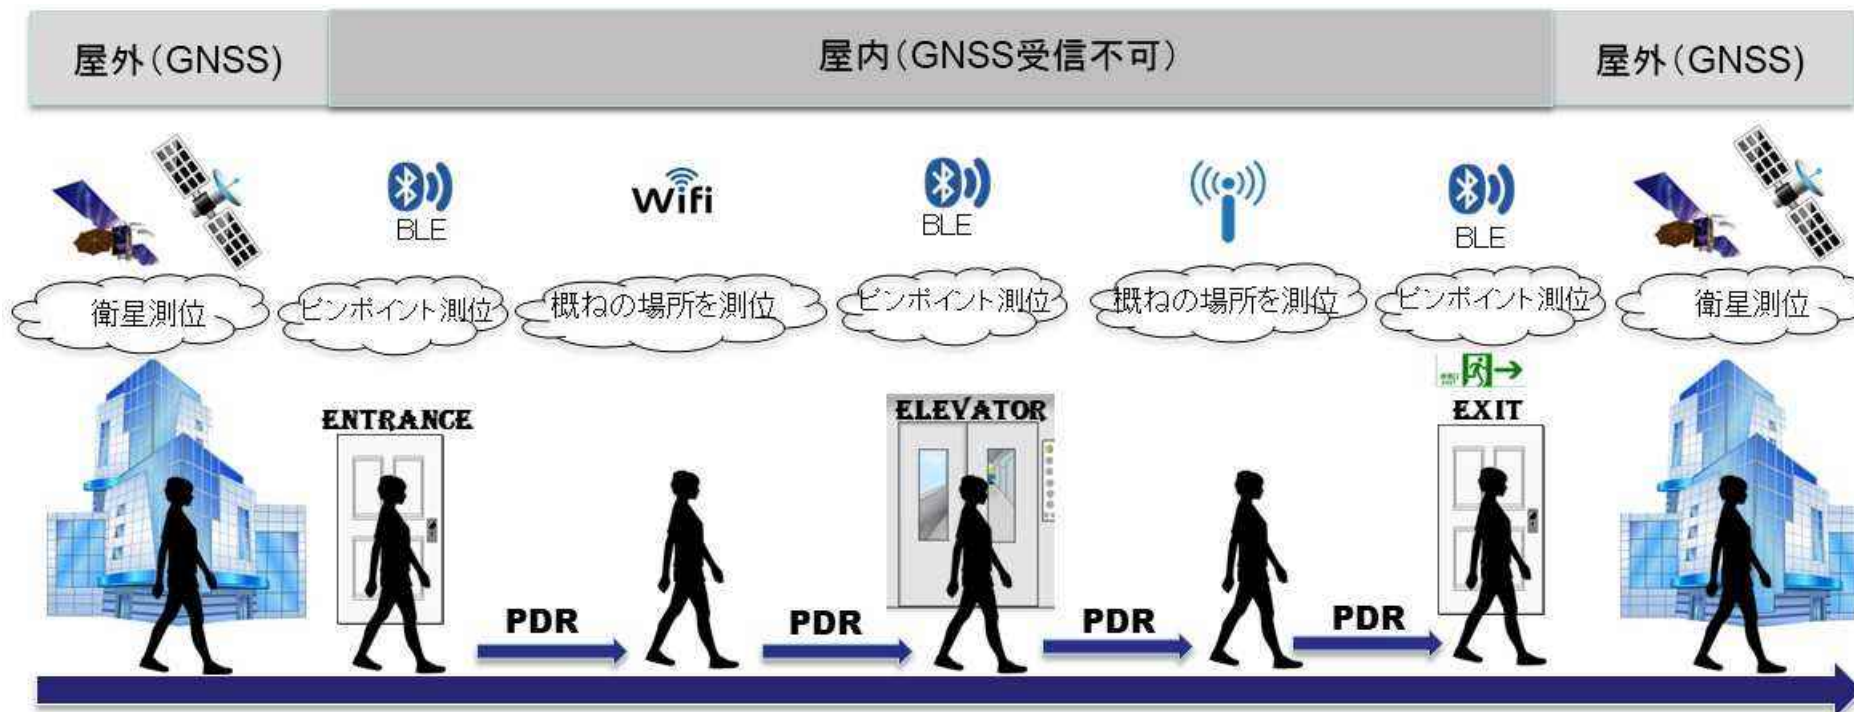 屋外(GNSS)
屋内(GNSS受信不可)
屋外(GNSS)
BLE
Wifi
BLE
BLE
衛星測位
ピンポイント測位
概ねの場所を測位
ピンポイント測位
概ねの場所を測位
ピンポイント測位
衛星測位
ENTRANCE
ELEVATOR
EXIT
PDR
PDR
PDR
PDR